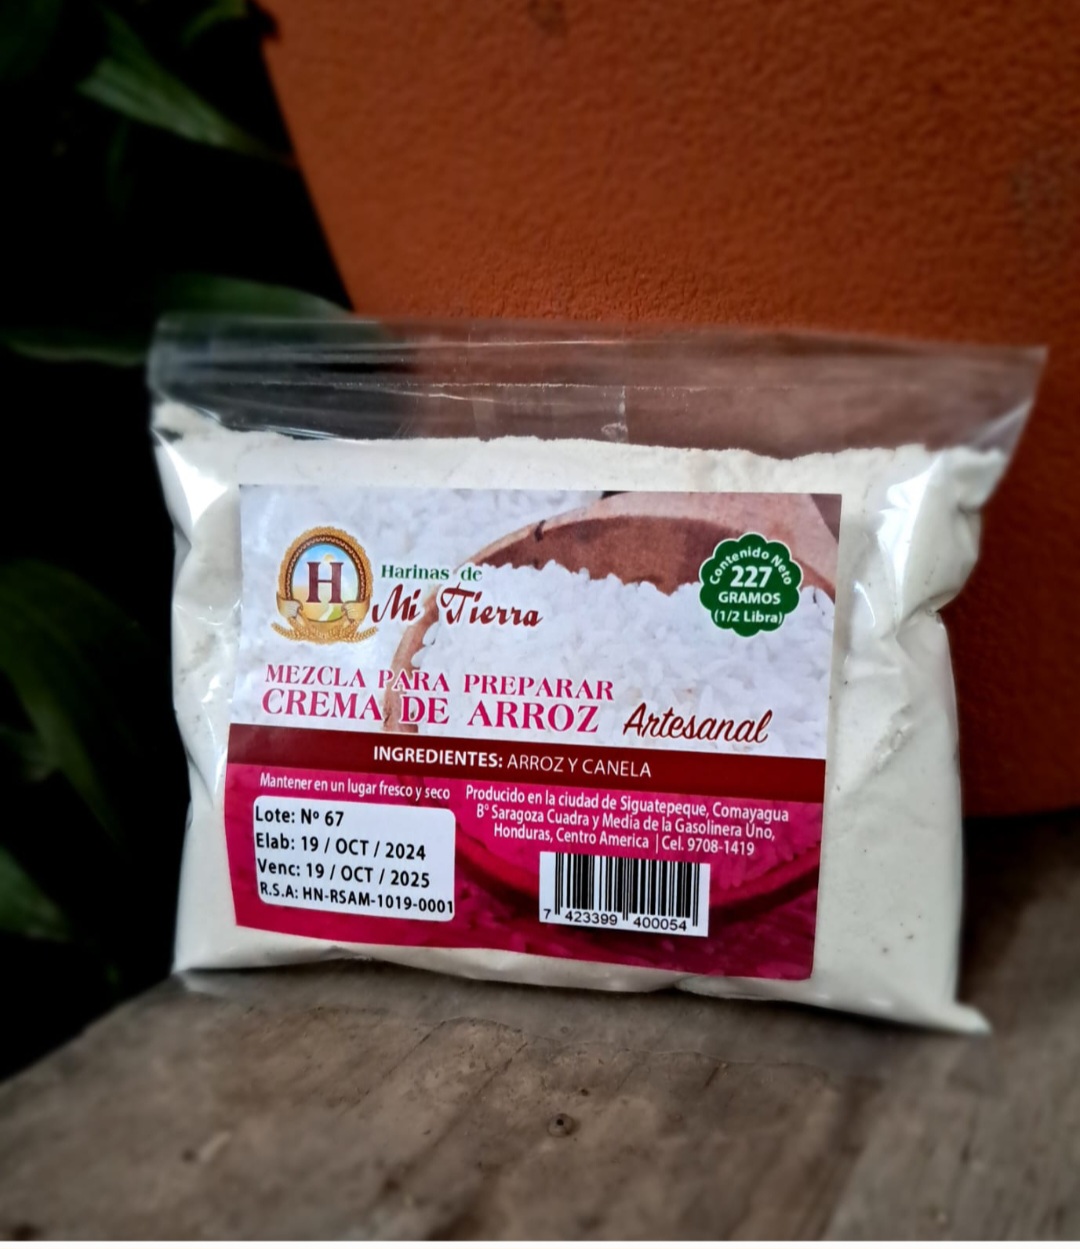 H
Harinas de
Mi Tierra
Contenido Neto
227
GRAMOS
(1/2 Libra)
MEZCLA PARA PREPARAR
CREMA DE ARROZ Artesanal
INGREDIENTES: ARROZ Y CANELA
Mantener en un lugar fresco y seco
Lote: Nº 67
Elab: 19 / OCT / 2024
Venc: 19 / OCT / 2025
R.S.A: HN-RSAM-1019-0001
Producido en la ciudad de Siguatepeque, Comayagua
Bº Saragoza Cuadra y Media de la Gasolinera Uno,
Honduras, Centro America | Cel. 9708-1419
7 423399 400054